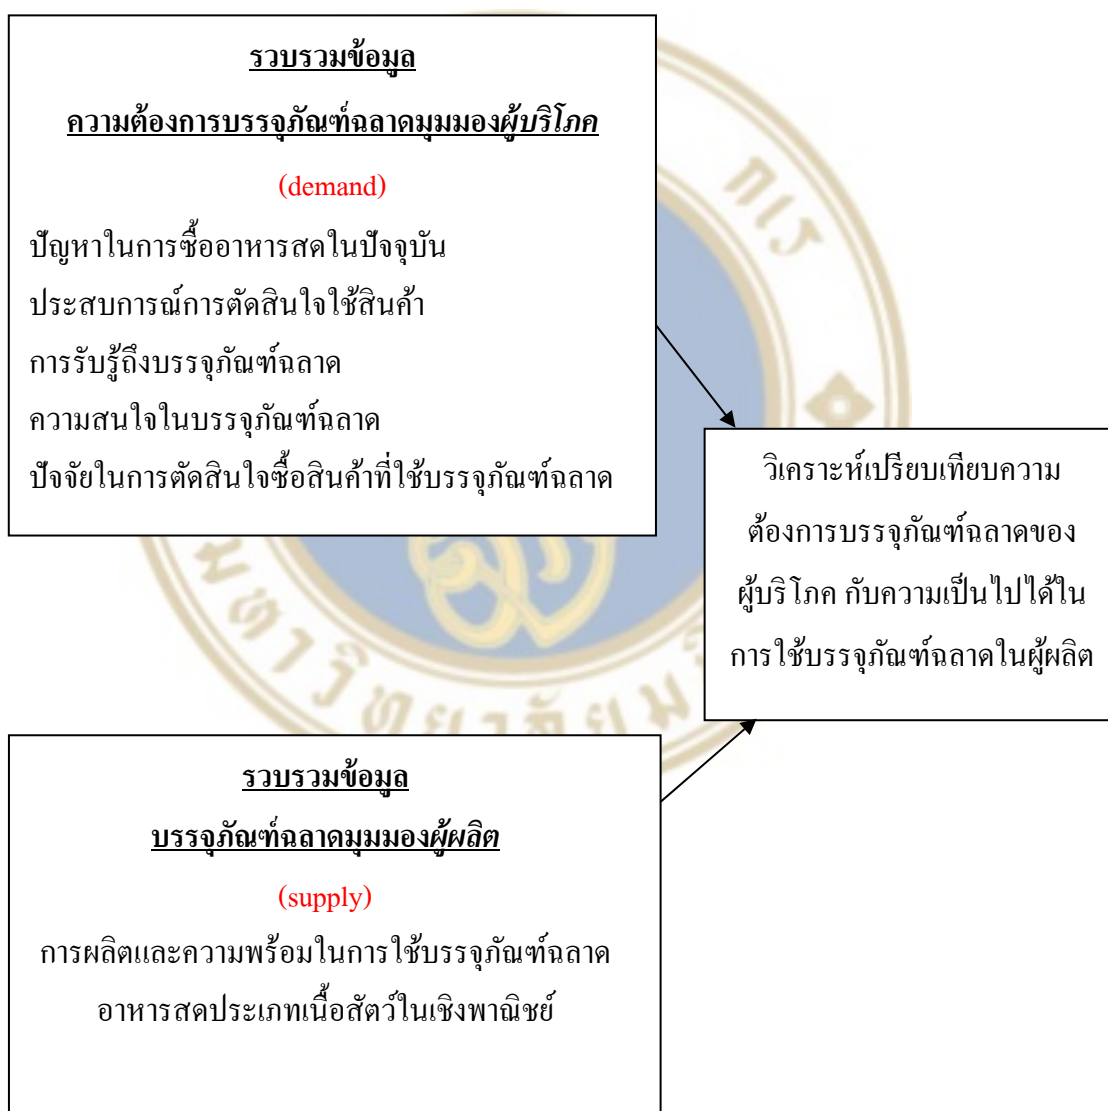 รวบรวมข้อมูล
ความต้องการบรรจุภัณฑ์ฉลาดมุมมองผู้บริโภค
(demand)
ปัญหาในการซื้ออาหารสดในปัจจุบัน
ประสบการณ์การตัดสินใจใช้สินค้า
การรับรู้ถึงบรรจุภัณฑ์ฉลาด
ความสนใจในบรรจุภัณฑ์ฉลาด
ปัจจัยในการตัดสินใจซื้อสินค้าที่ใช้บรรจุภัณฑ์ฉลาด
วิเคราะห์เปรียบเทียบความ
ต้องการบรรจุภัณฑ์ฉลาดของ
ผู้บริโภค กับความเป็นไปได้ใน
การใช้บรรจุภัณฑ์ฉลาดในผู้ผลิต
รวบรวมข้อมูล
บรรจุภัณฑ์ฉลาดมุมมองผู้ผลิต
(supply)
การผลิตและความพร้อมในการใช้บรรจุภัณฑ์ฉลาด
อาหารสดประเภทเนื้อสัตว์ในเชิงพาณิชย์